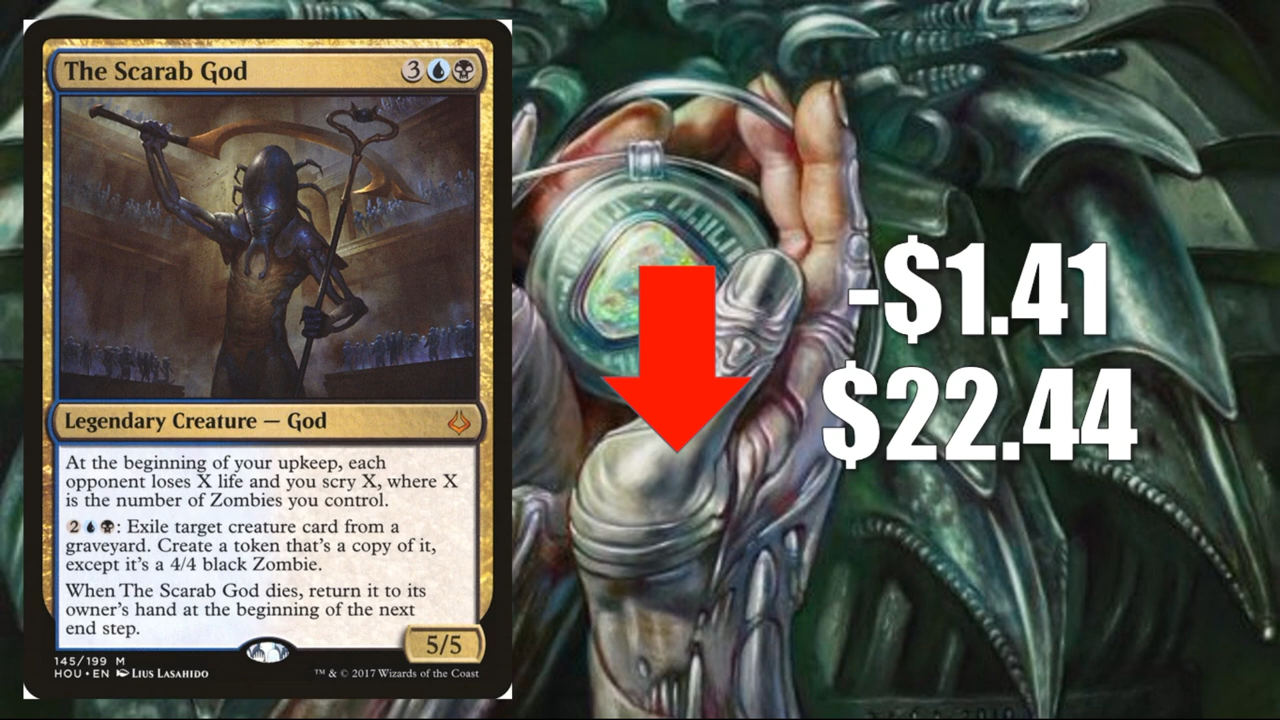 The Scarab God
3
Legendary Creature — God
At the beginning of your upkeep, each
opponent loses X life and you scry X, where X
is the number of Zombies you control.
2: Exile target creature card from a
graveyard. Create a token that's a copy of it,
except it's a 4/4 black Zombie.
When The Scarab God dies, return it to its
owner's hand at the beginning of the next
end step.
5/5
145/199 M
HOU • EN LIUS LASAHIDO
™ & © 2017 Wizards of the Coast
-$1.41
$22.44